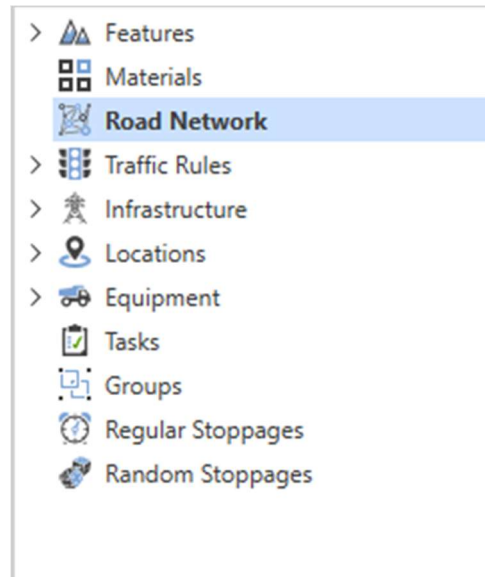 Features
Materials
Road Network
Traffic Rules
Infrastructure
Locations
Equipment
Tasks
Groups
Regular Stoppages
Random Stoppages